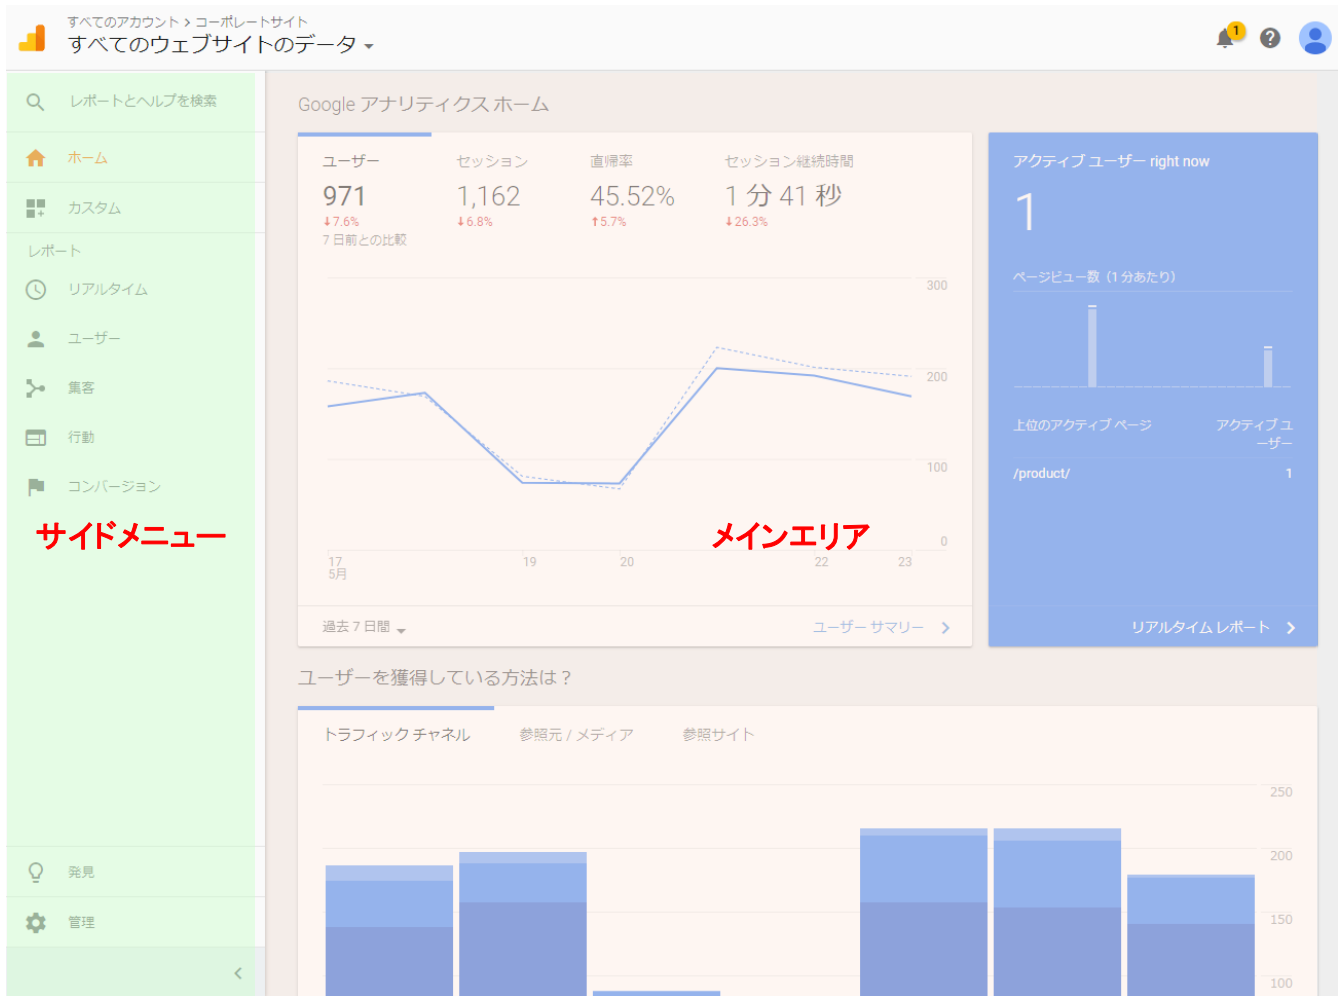 すべてのアカウント > コーポレートサイト
すべてのウェブサイトのデータ
1
レポートとヘルプを検索
ホーム
カスタム
レポート
リアルタイム
ユーザー
集客
行動
コンバージョン
サイドメニュー
発見
管理
Google アナリティクス ホーム
ユーザー
971
↓7.6%
7 日前との比較
セッション
1,162
↓6.8%
直帰率
45.52%
↑5.7%
セッション継続時間
1 分 41 秒
↓26.3%
300
200
100
0
メインエリア
17
5月
19
20
22
23
過去 7 日間
ユーザー サマリー
アクティブ ユーザー right now
1
ページビュー数（1 分あたり）
上位のアクティブ ページ
アクティブ ユ
ーザー
/product/ 1
リアルタイム レポート
ユーザーを獲得している方法は？
トラフィック チャネル
参照元 / メディア
参照サイト
250
200
150
100